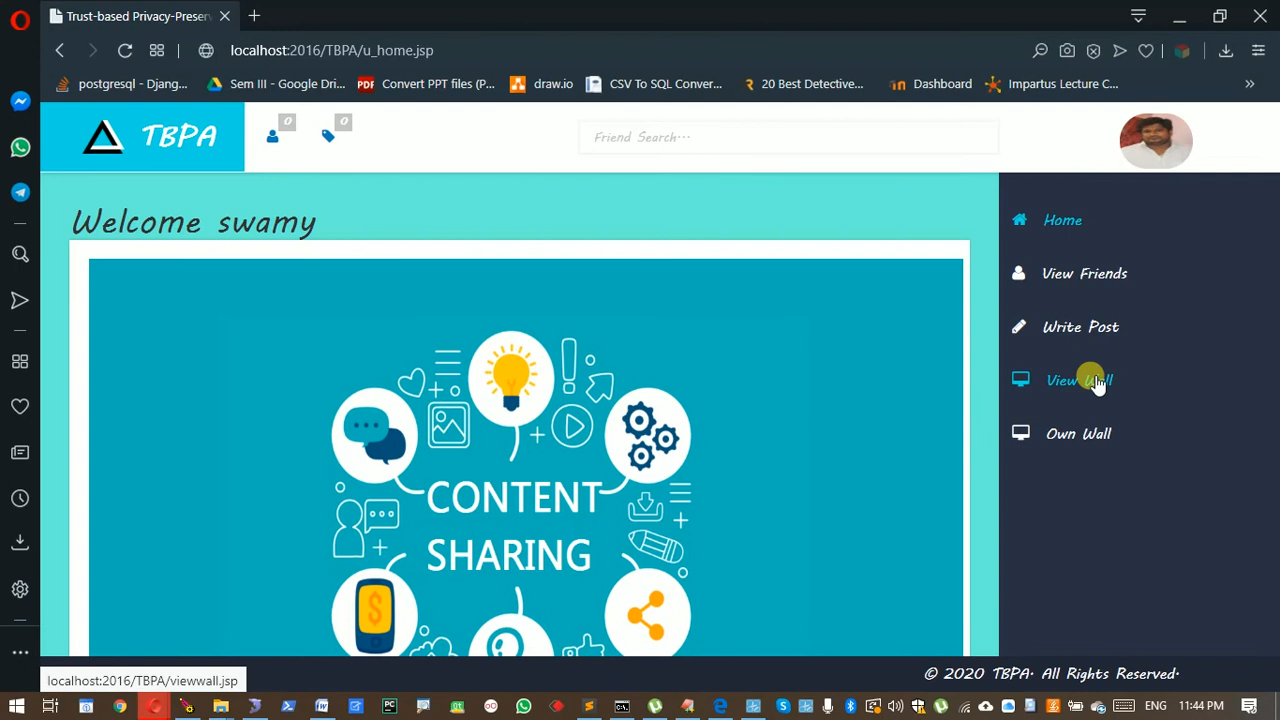 Trust-based Privacy-Preser
localhost:2016/TBPA/u_home.jsp
postgresql - Djang...
Sem III - Google Dri...
PDF
Convert PPT files (P...
draw.io
CSV To SQL Conver...
20 Best Detective...
Dashboard
Impartus Lecture C...
TBPA
0
0
Friend Search...
Welcome swamy
Home
View Friends
Write Post
View Wall
Own Wall
CONTENT
SHARING
© 2020 TBPA. All Rights Reserved.
localhost:2016/TBPA/viewwall.jsp
11:44 PM